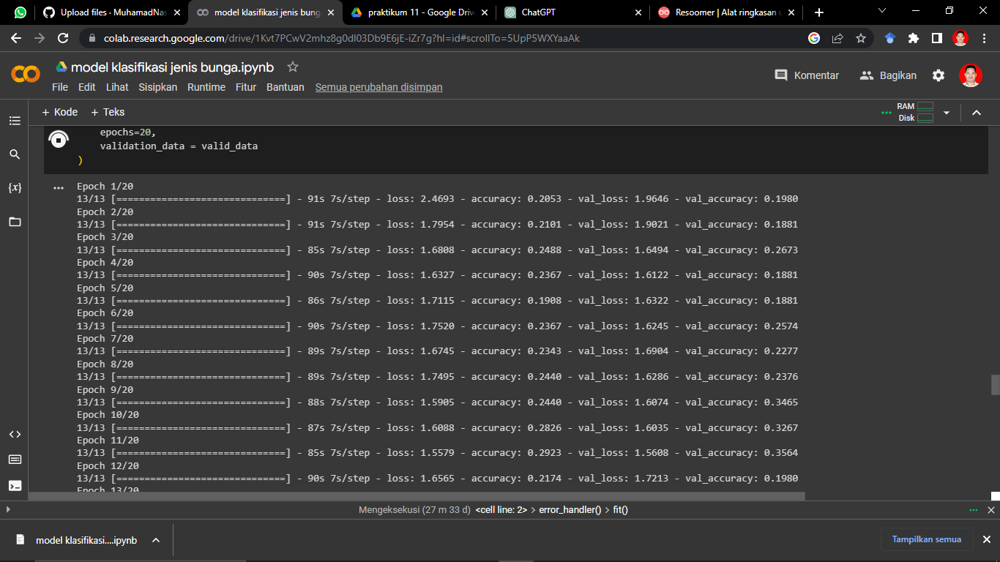 Upload files · MuhamadNas
model klasifikasi jenis bung
praktikum 11 - Google Driv
ChatGPT
Resoomer | Alat ringkasan
colab.research.google.com/drive/1Kvt7PCwV2mhz8g0dl03Db9E6jE-iZr7g?hl=id#scrollTo=5UpP5WXYaaAk
model klasifikasi jenis bunga.ipynb
File Edit Lihat Sisipkan Runtime Fitur Bantuan Semua perubahan disimpan
Komentar Bagikan
+ Kode + Teks
RAM
Disk
epochs=20,
validation_data = valid_data
)
Epoch 1/20
13/13 [==============================] - 91s 7s/step - loss: 2.4693 - accuracy: 0.2053 - val_loss: 1.9646 - val_accuracy: 0.1980
Epoch 2/20
13/13 [==============================] - 91s 7s/step - loss: 1.7954 - accuracy: 0.2101 - val_loss: 1.9021 - val_accuracy: 0.1881
Epoch 3/20
13/13 [==============================] - 85s 7s/step - loss: 1.6808 - accuracy: 0.2488 - val_loss: 1.6494 - val_accuracy: 0.2673
Epoch 4/20
13/13 [==============================] - 90s 7s/step - loss: 1.6327 - accuracy: 0.2367 - val_loss: 1.6122 - val_accuracy: 0.1881
Epoch 5/20
13/13 [==============================] - 86s 7s/step - loss: 1.7115 - accuracy: 0.1908 - val_loss: 1.6322 - val_accuracy: 0.1881
Epoch 6/20
13/13 [==============================] - 90s 7s/step - loss: 1.7520 - accuracy: 0.2367 - val_loss: 1.6245 - val_accuracy: 0.2574
Epoch 7/20
13/13 [==============================] - 89s 7s/step - loss: 1.6745 - accuracy: 0.2343 - val_loss: 1.6904 - val_accuracy: 0.2277
Epoch 8/20
13/13 [==============================] - 89s 7s/step - loss: 1.7495 - accuracy: 0.2440 - val_loss: 1.6286 - val_accuracy: 0.2376
Epoch 9/20
13/13 [==============================] - 88s 7s/step - loss: 1.5905 - accuracy: 0.2440 - val_loss: 1.6074 - val_accuracy: 0.3465
Epoch 10/20
13/13 [==============================] - 87s 7s/step - loss: 1.6088 - accuracy: 0.2826 - val_loss: 1.6035 - val_accuracy: 0.3267
Epoch 11/20
13/13 [==============================] - 85s 7s/step - loss: 1.5579 - accuracy: 0.2923 - val_loss: 1.5608 - val_accuracy: 0.3564
Epoch 12/20
13/13 [==============================] - 90s 7s/step - loss: 1.6565 - accuracy: 0.2174 - val_loss: 1.7213 - val_accuracy: 0.1980
Epoch 13/20
Mengeksekusi (27 m 33 d) <cell line: 2> > error_handler() > fit()
model klasifikasi....ipynb
Tampilkan semua